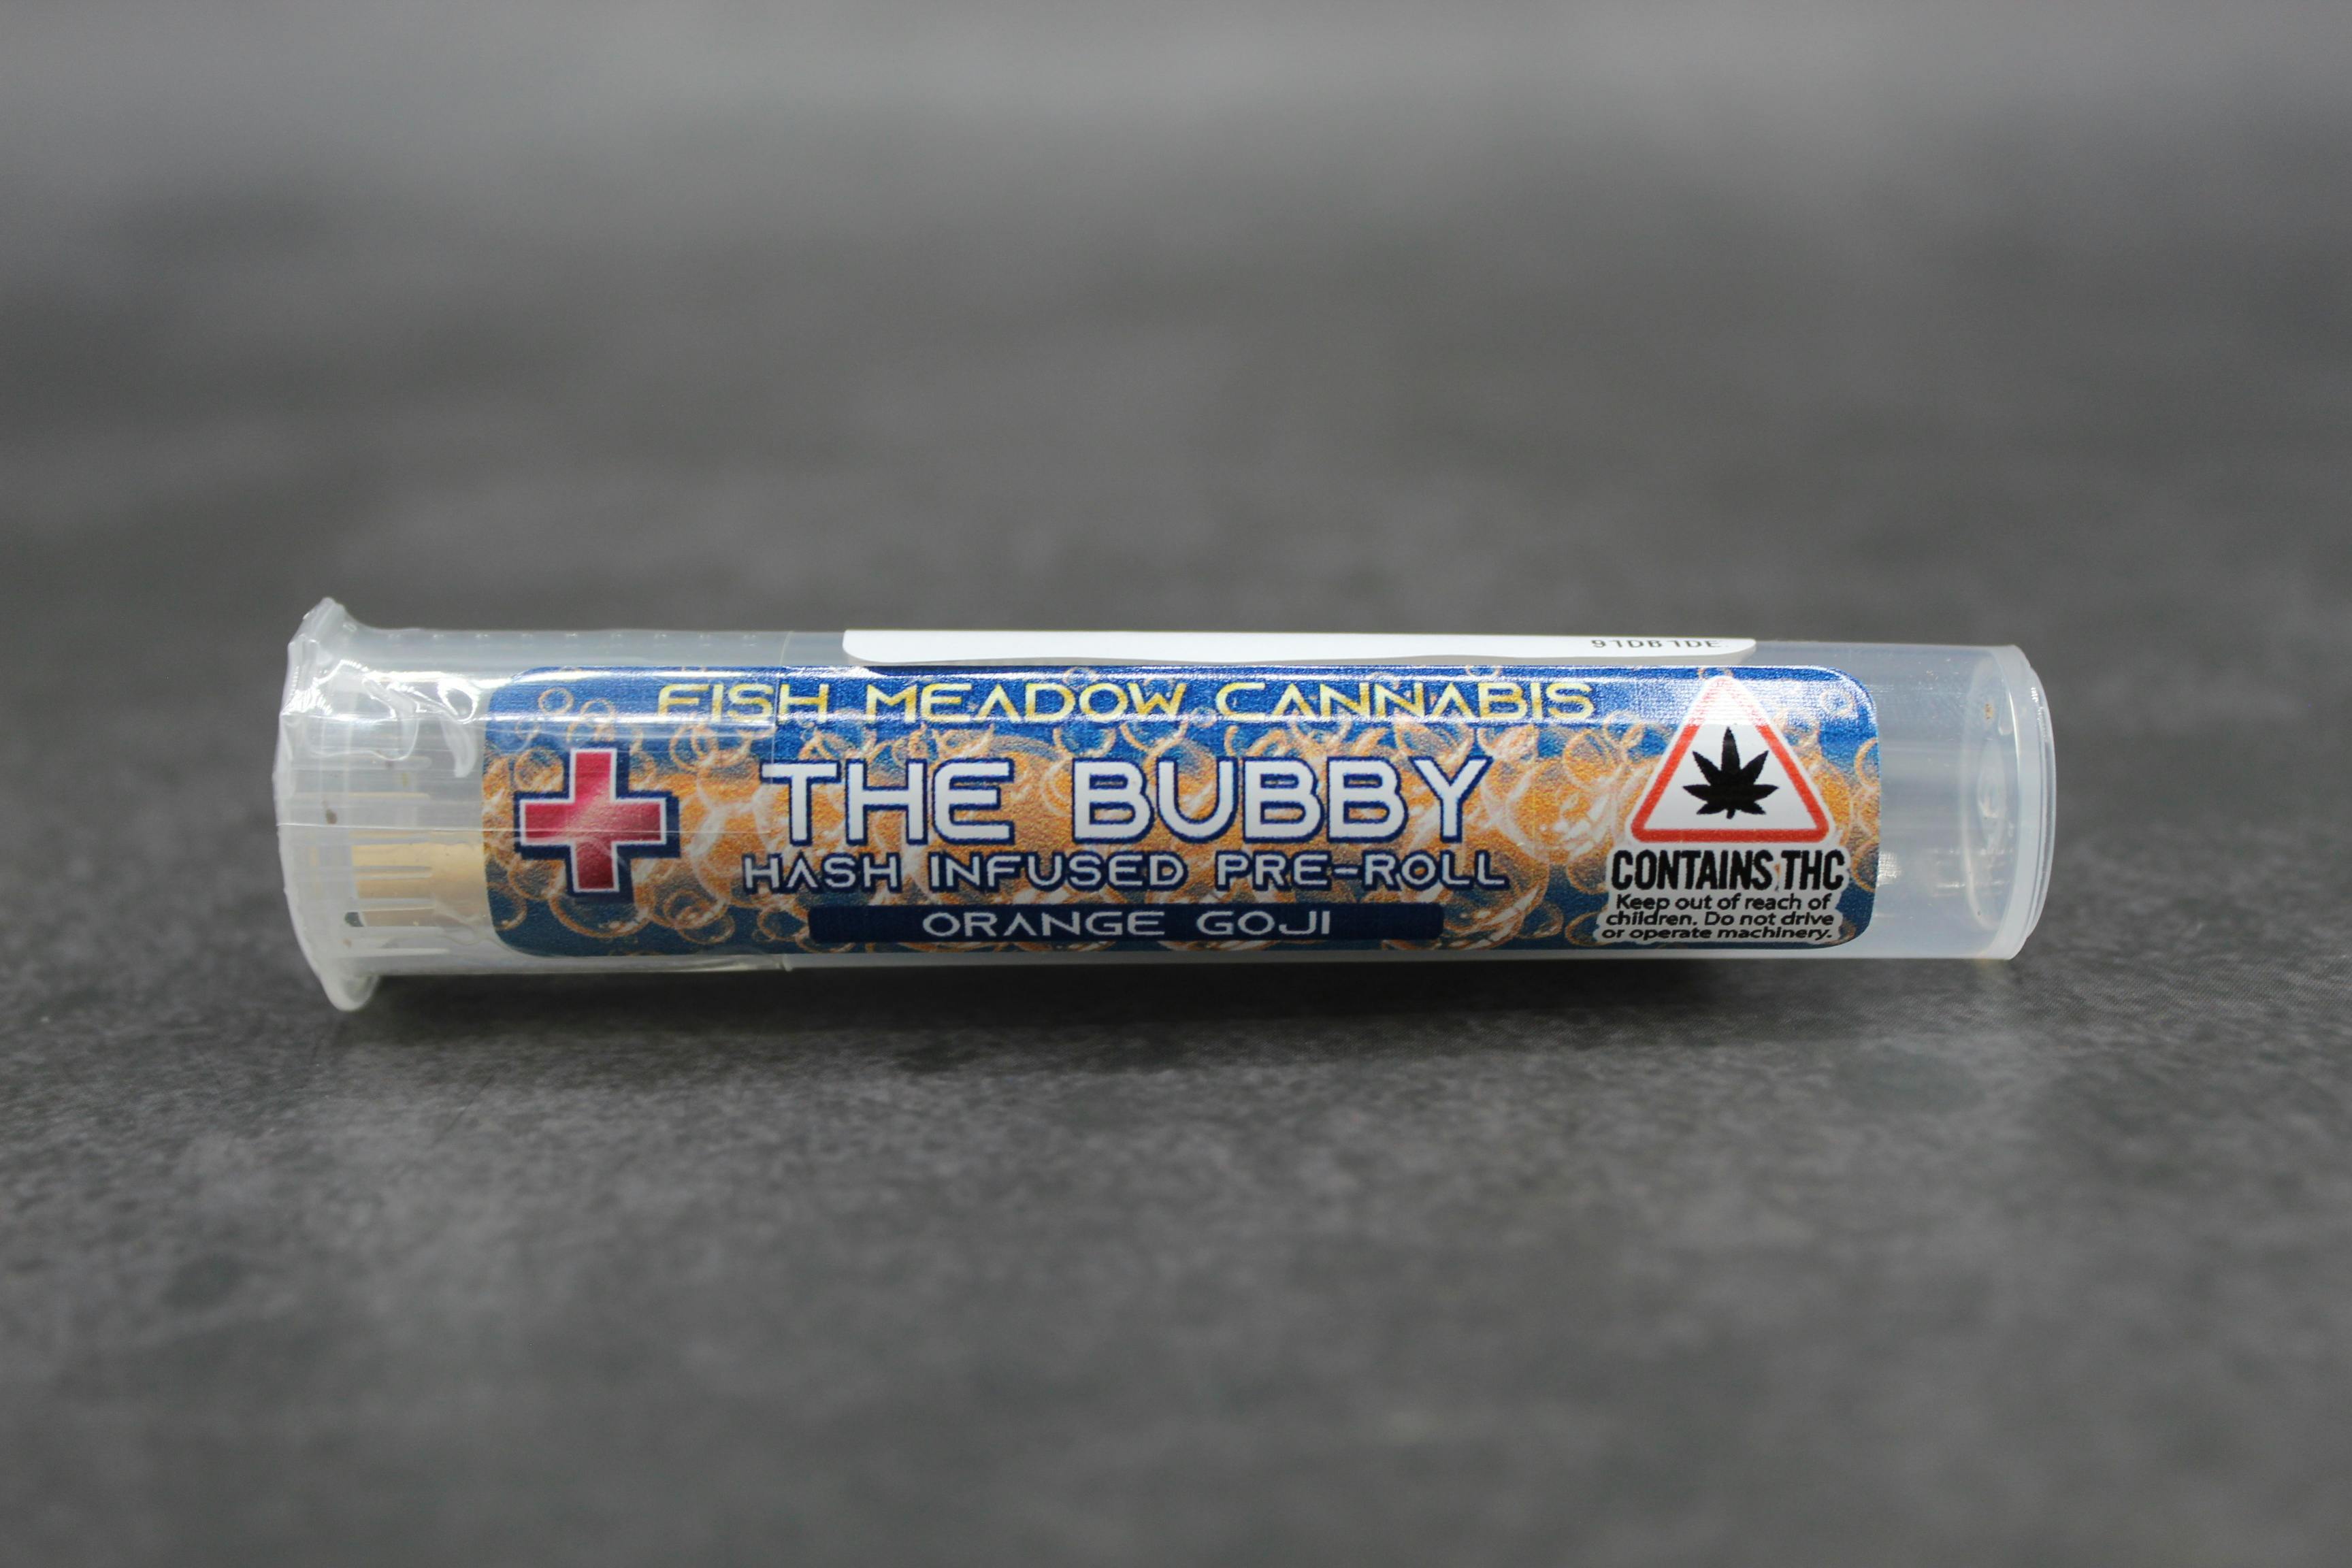 FISH MEADOW CANNABIS
THE BUBBY
HASH INFUSED PRE-ROLL
ORANGE GOJI
CONTAINS THC
Keep out of reach of
children. Do not drive
or operate machinery.